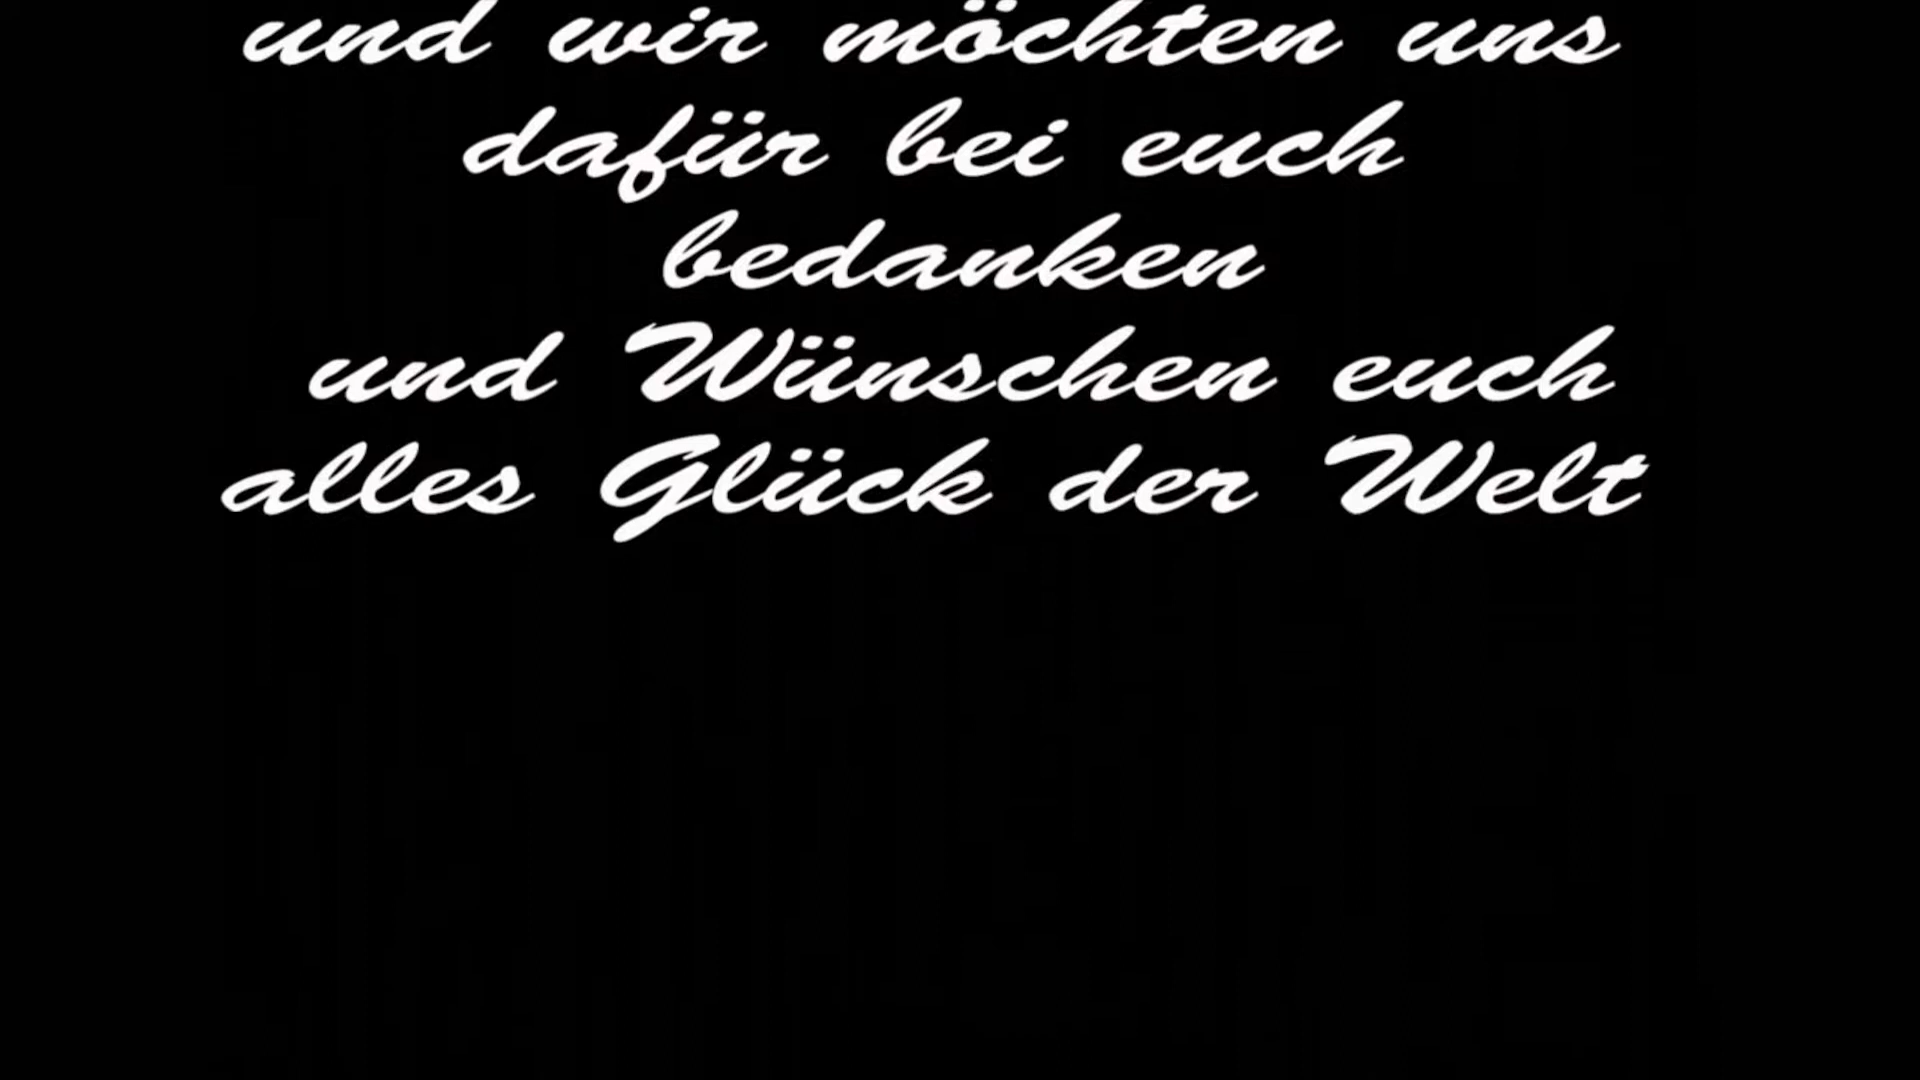 und wir möchten uns
dafür bei euch
bedanken
und Wünschen euch
alles Glück der Welt